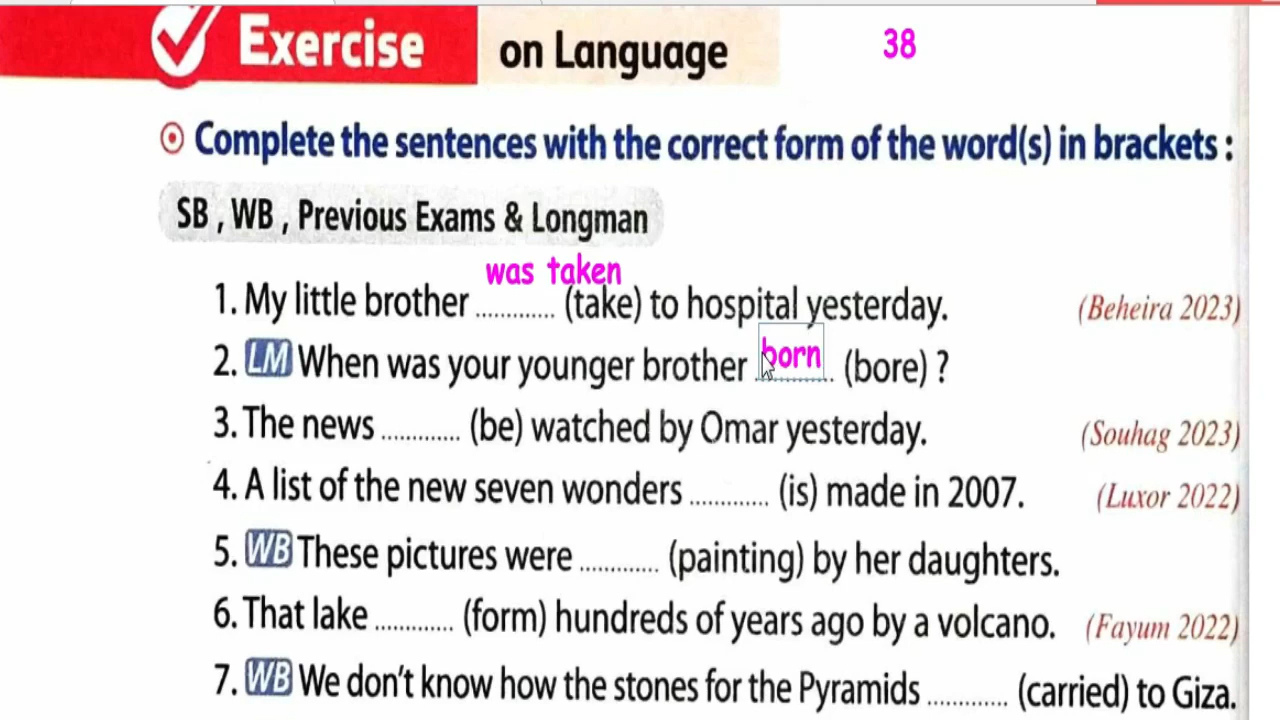 Exercise on Language 38
Complete the sentences with the correct form of the word(s) in brackets :
SB , WB , Previous Exams & Longman
was taken
1. My little brother ............. (take) to hospital yesterday. (Beheira 2023)
born
2. LM When was your younger brother ............. (bore) ?
3. The news ............. (be) watched by Omar yesterday. (Souhag 2023)
4. A list of the new seven wonders ............. (is) made in 2007. (Luxor 2022)
5. WB These pictures were ............. (painting) by her daughters.
6. That lake ............. (form) hundreds of years ago by a volcano. (Fayum 2022)
7. WB We don't know how the stones for the Pyramids ............. (carried) to Giza.